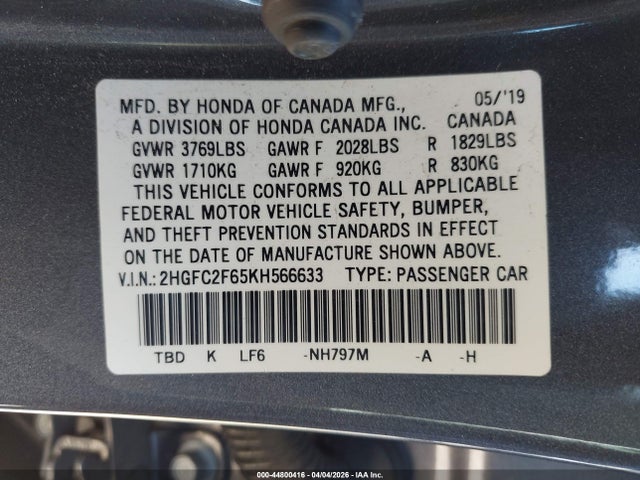 MFD. BY HONDA OF CANADA MFG., 05/'19
A DIVISION OF HONDA CANADA INC. CANADA
GVWR 3769LBS GAWR F 2028LBS R 1829LBS
GVWR 1710KG GAWR F 920KG R 830KG
THIS VEHICLE CONFORMS TO ALL APPLICABLE
FEDERAL MOTOR VEHICLE SAFETY, BUMPER,
AND THEFT PREVENTION STANDARDS IN EFFECT
ON THE DATE OF MANUFACTURE SHOWN ABOVE.
V.I.N.: 2HGFC2F65KH566633 TYPE: PASSENGER CAR
TBD K LF6 -NH797M -A -H
000-44800416 - 04/04/2026 - IAA Inc.